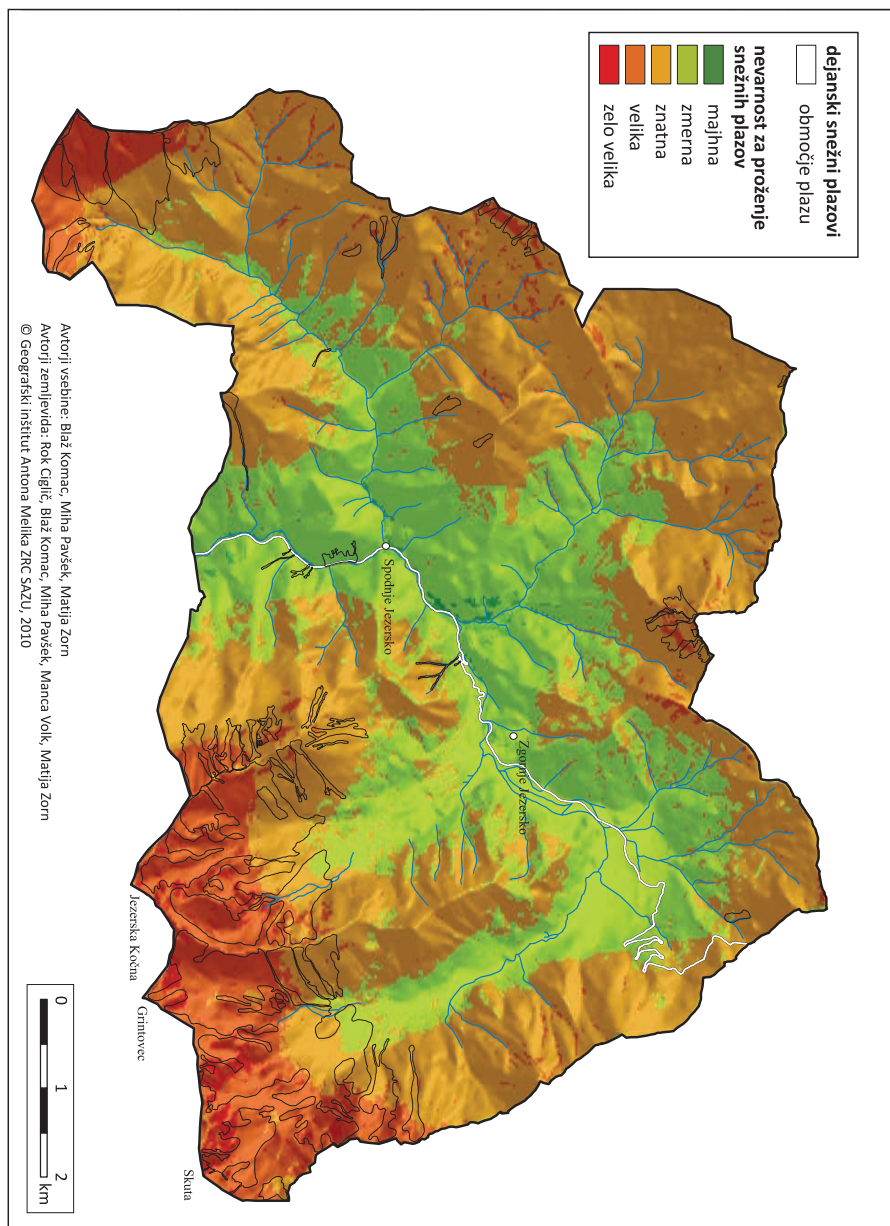 dejanski snežni plazovi
območje plazu
nevarnost za proženje
snežnih plazov
majhna
zmerna
znatna
velika
zelo velika
Spodnje Jezersko
Zgornje Jezersko
Jezerska Kočna
Grintovec
Skuta
0 1 2
km
Avtorji vsebine: Blaž Komac, Miha Pavšek, Matija Zorn
Avtorji zemljevida: Rok Ciglič, Blaž Komac, Miha Pavšek, Manca Volk, Matija Zorn
© Geografski inštitut Antona Melika ZRC SAZU, 2010